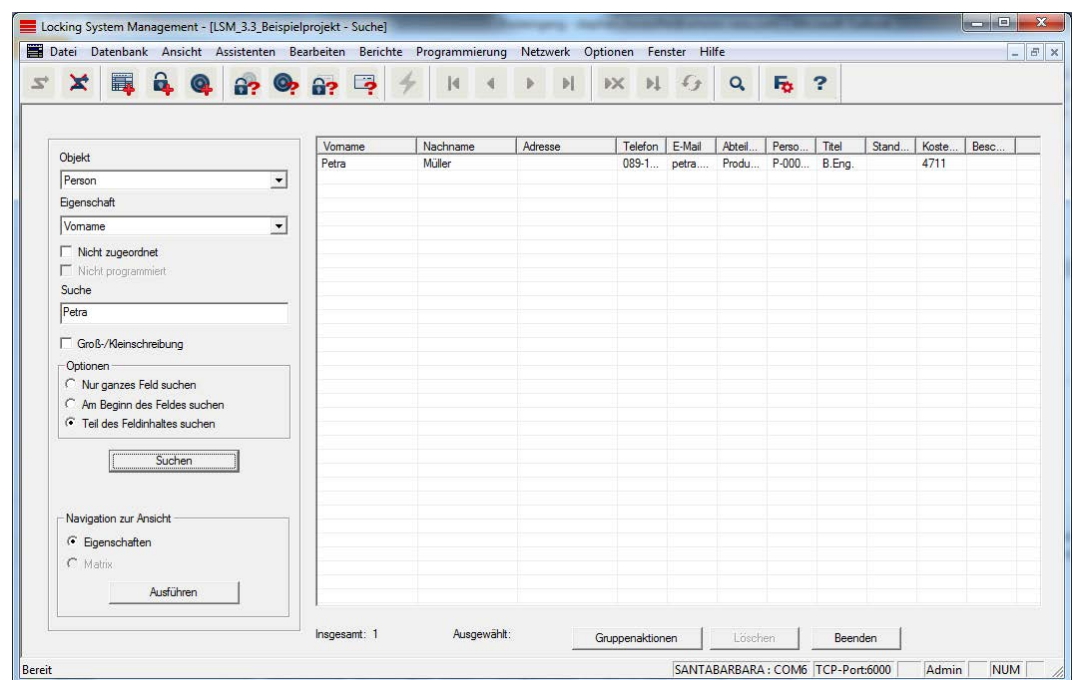 Locking System Management - [LSM_3.3_Beispielprojekt - Suche]
Datei Datenbank Ansicht Assistenten Bearbeiten Berichte Programmierung Netzwerk Optionen Fenster Hilfe
Objekt
Person
Eigenschaft
Vorname
Nicht zugeordnet
Nicht programmiert
Suche
Petra
Groß-/Kleinschreibung
Optionen
Nur ganzes Feld suchen
Am Beginn des Feldes suchen
Teil des Feldinhaltes suchen
Suchen
Navigation zur Ansicht
Eigenschaften
Matrix
Ausführen
Vorname Nachname Adresse Telefon E-Mail Abteil... Perso... Titel Stand... Koste... Besc...
Petra Müller 089-1... petra.... Produ... P-000... B.Eng. 4711
Insgesamt: 1 Ausgewählt: Gruppenaktionen Löschen Beenden
Bereit SANTABARBARA : COM6 TCP-Port:6000 Admin NUM